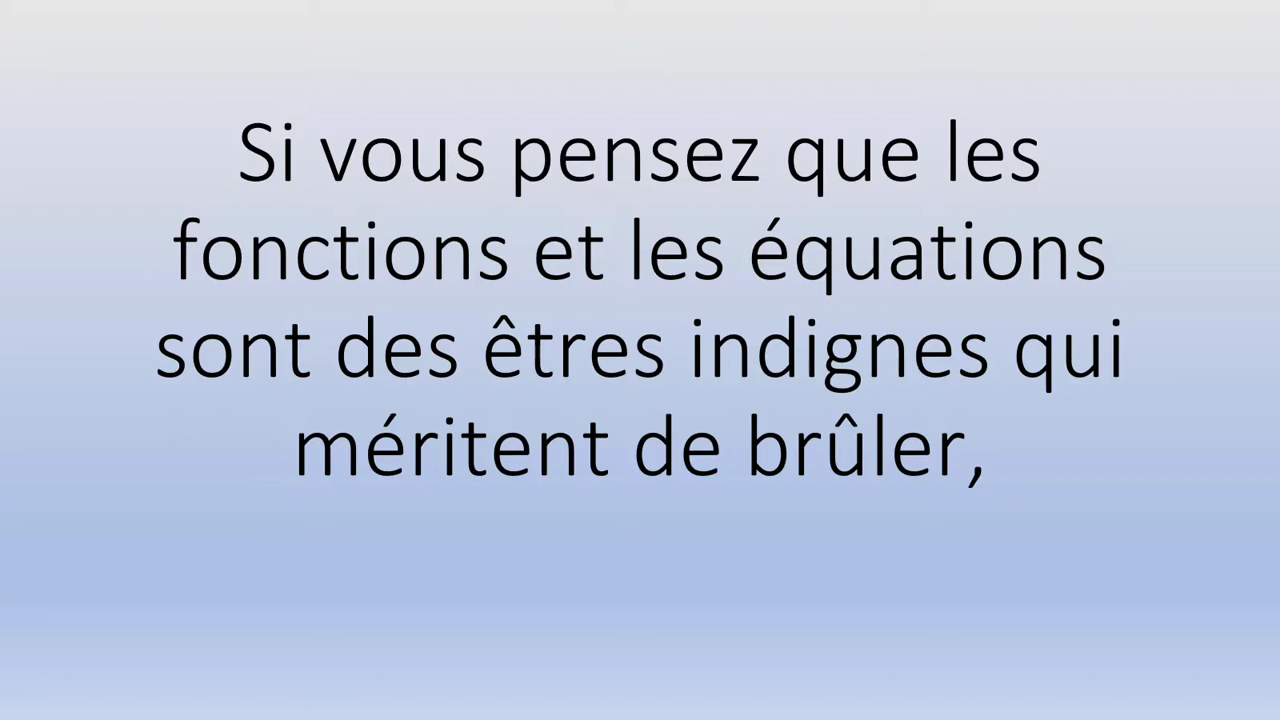 Si vous pensez que les
fonctions et les équations
sont des êtres indignes qui
méritent de brûler,